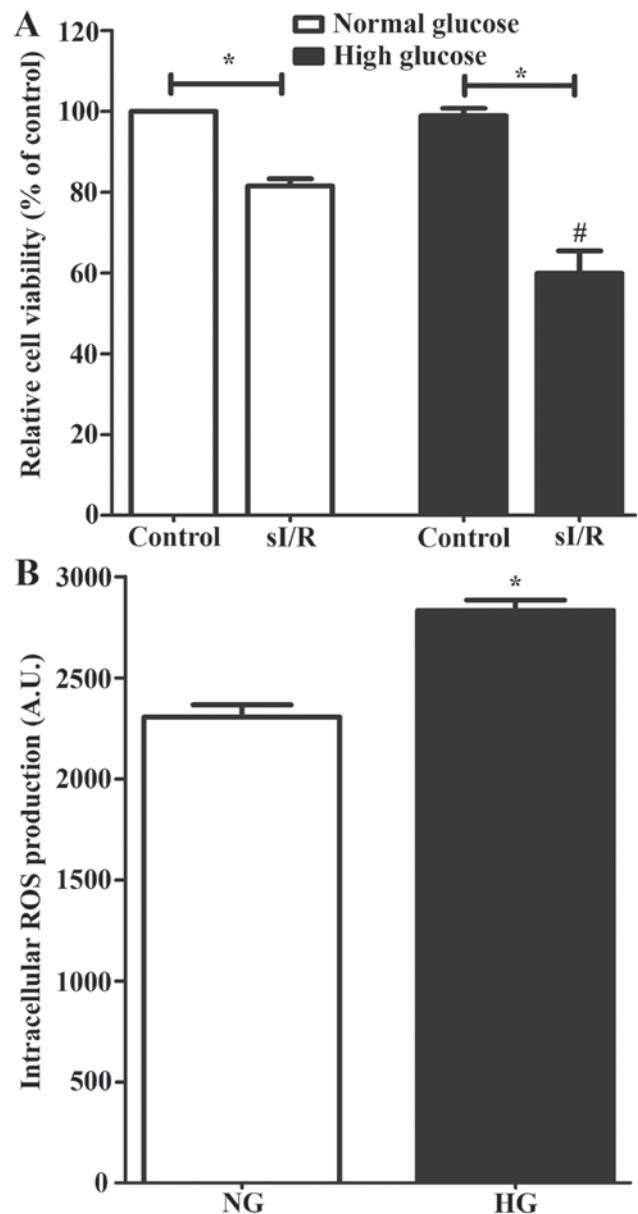 A
Normal glucose
High glucose
Relative cell viability (% of control)
120
100
80
60
40
20
0
*
*
#
Control
sI/R
Control
sI/R
B
Intracellular ROS production (A.U.)
3000
2500
2000
1500
1000
500
0
*
NG
HG